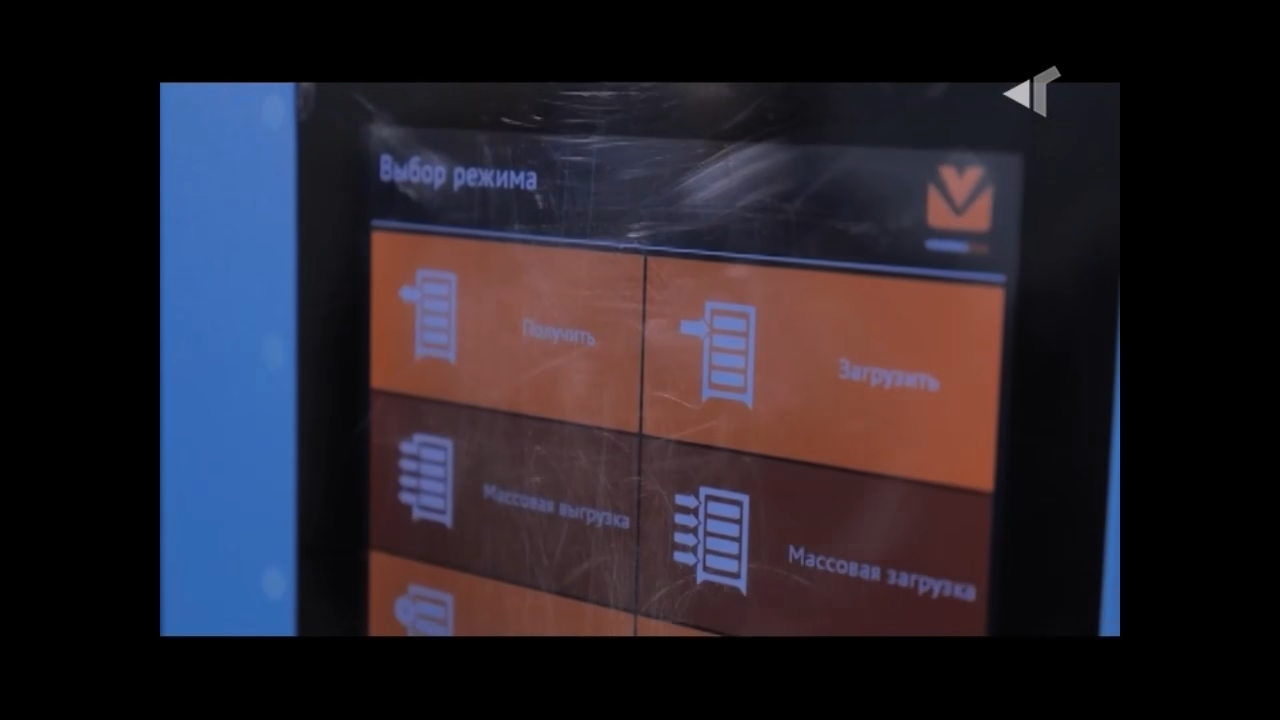 Выбор режима
Получить
Загрузить
Массовая выгрузка
Массовая загрузка